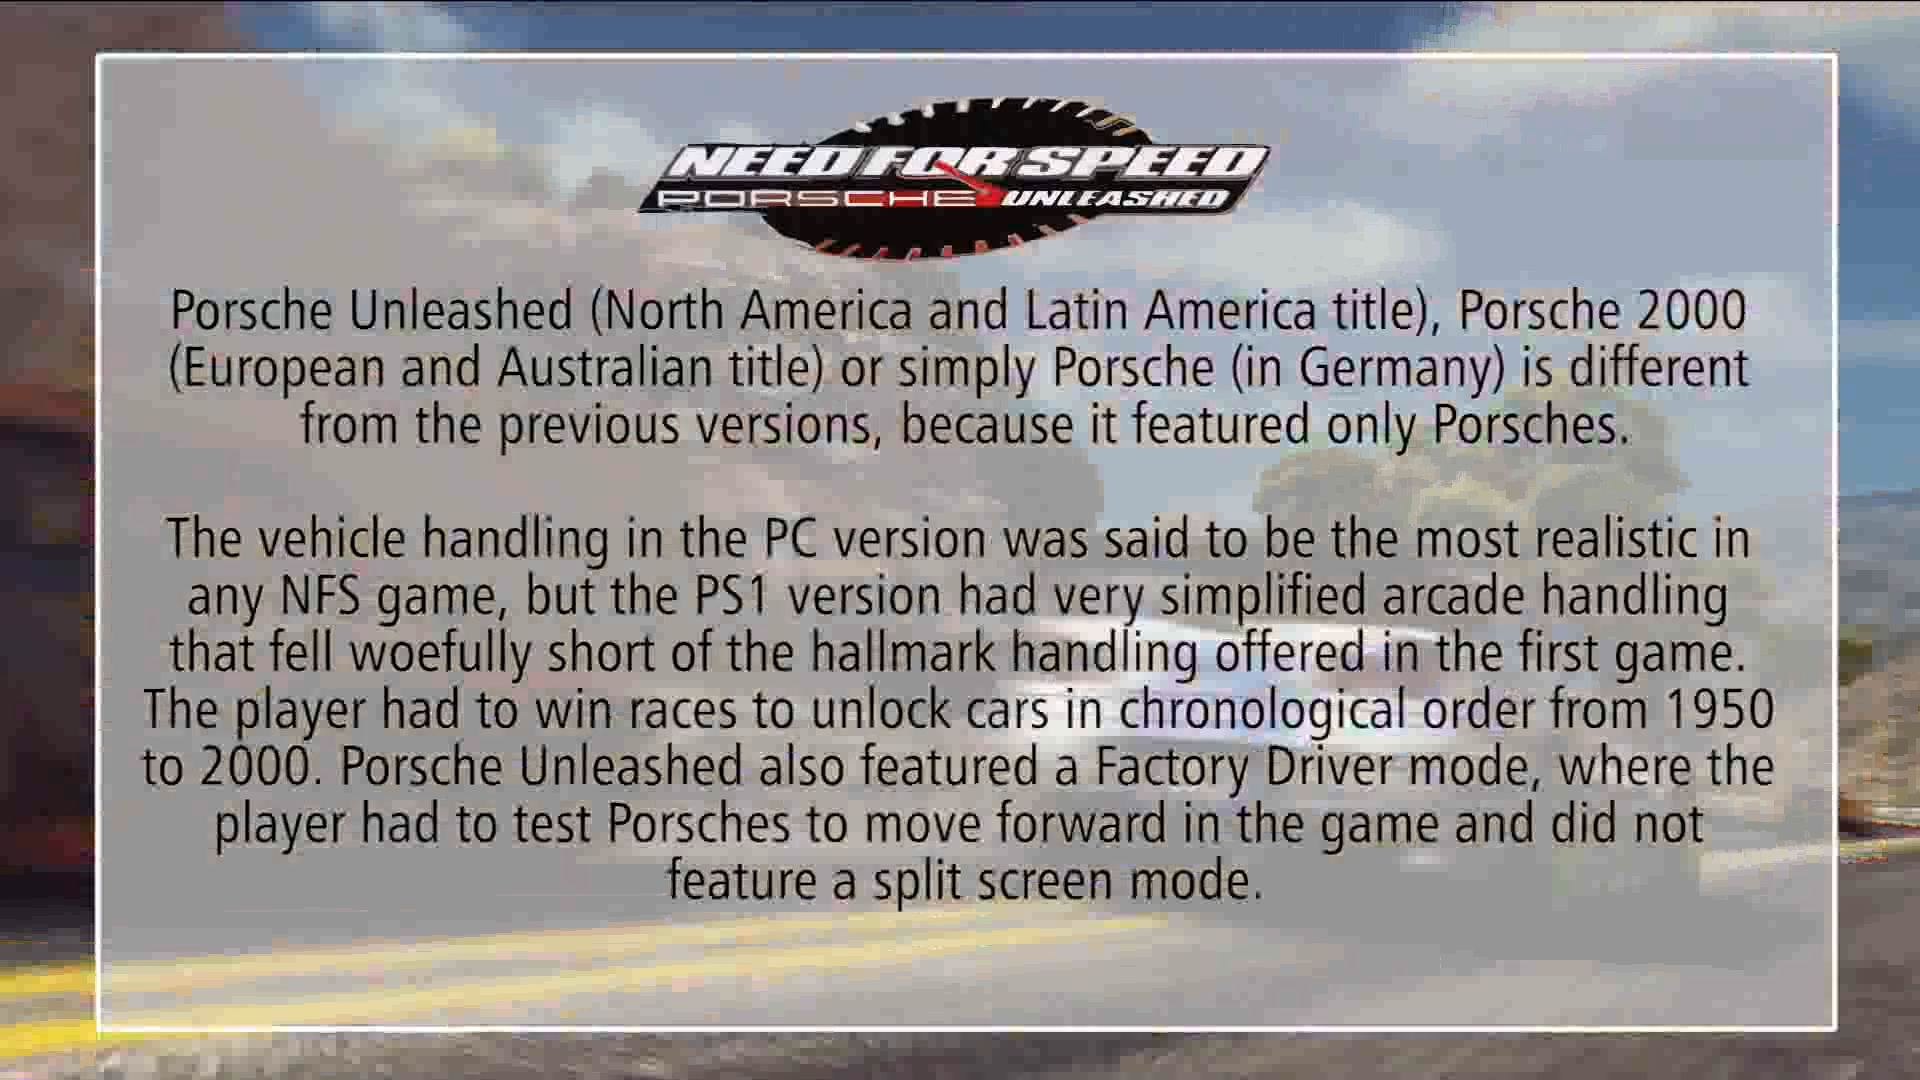 NEED FOR SPEED
PORSCHE UNLEASHED
Porsche Unleashed (North America and Latin America title), Porsche 2000
(European and Australian title) or simply Porsche (in Germany) is different
from the previous versions, because it featured only Porsches.
The vehicle handling in the PC version was said to be the most realistic in
any NFS game, but the PS1 version had very simplified arcade handling
that fell woefully short of the hallmark handling offered in the first game.
The player had to win races to unlock cars in chronological order from 1950
to 2000. Porsche Unleashed also featured a Factory Driver mode, where the
player had to test Porsches to move forward in the game and did not
feature a split screen mode.